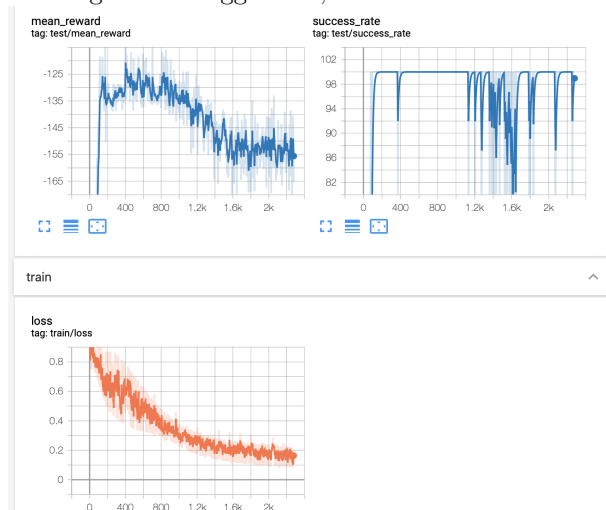 mean_reward
tag: test/mean_reward
-125
-135
-145
-155
-165
0 400 800 1.2k 1.6k 2k
success_rate
tag: test/success_rate
102
98
94
90
86
82
0 400 800 1.2k 1.6k 2k
train
loss
tag: train/loss
0.8
0.6
0.4
0.2
0
0 400 800 1.2k 1.6k 2k